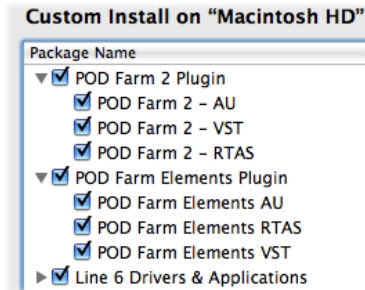 Custom Install on “Macintosh HD”
Package Name
POD Farm 2 Plugin
POD Farm 2 – AU
POD Farm 2 – VST
POD Farm 2 – RTAS
POD Farm Elements Plugin
POD Farm Elements AU
POD Farm Elements RTAS
POD Farm Elements VST
Line 6 Drivers & Applications